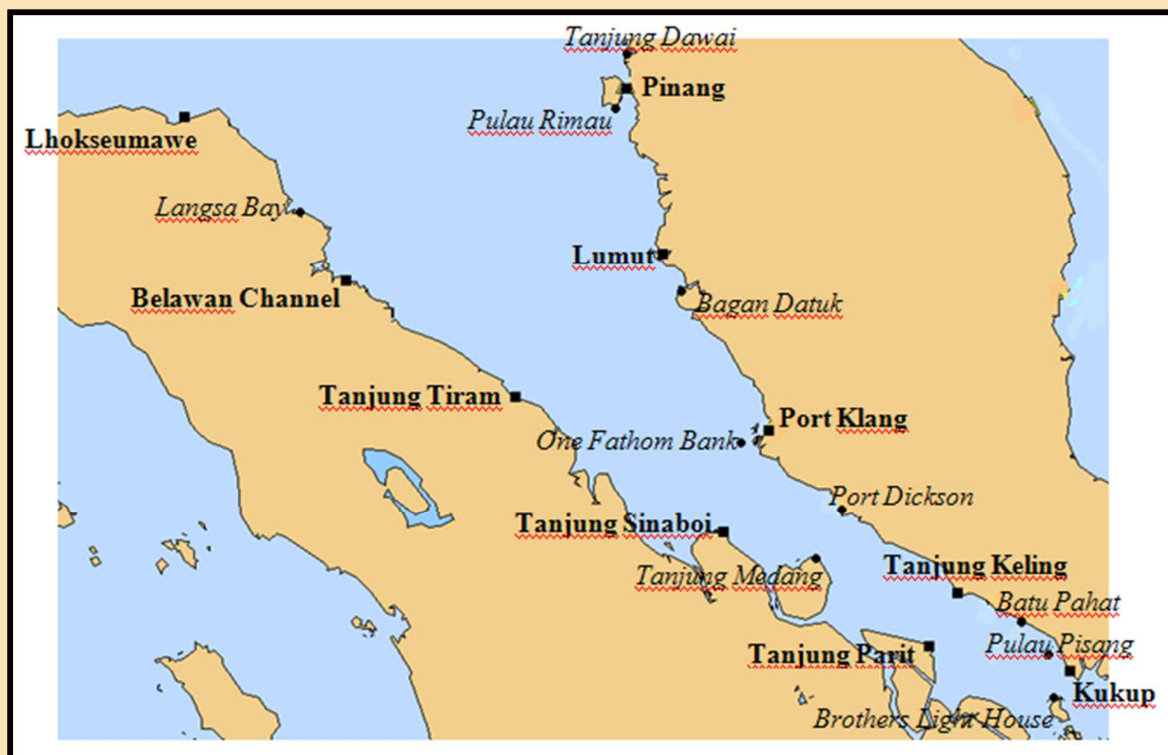 Tanjung Dawai
Pinang
Pulau Rimau
Lhokseumawe
Langsa Bay
Lumut
Belawan Channel
Bagan Datuk
Tanjung Tiram
Port Klang
One Fathom Bank
Port Dickson
Tanjung Sinaboi
Tanjung Keling
Tanjung Medang
Batu Pahat
Pulau Pisang
Tanjung Parit
Kukup
Brothers Light House